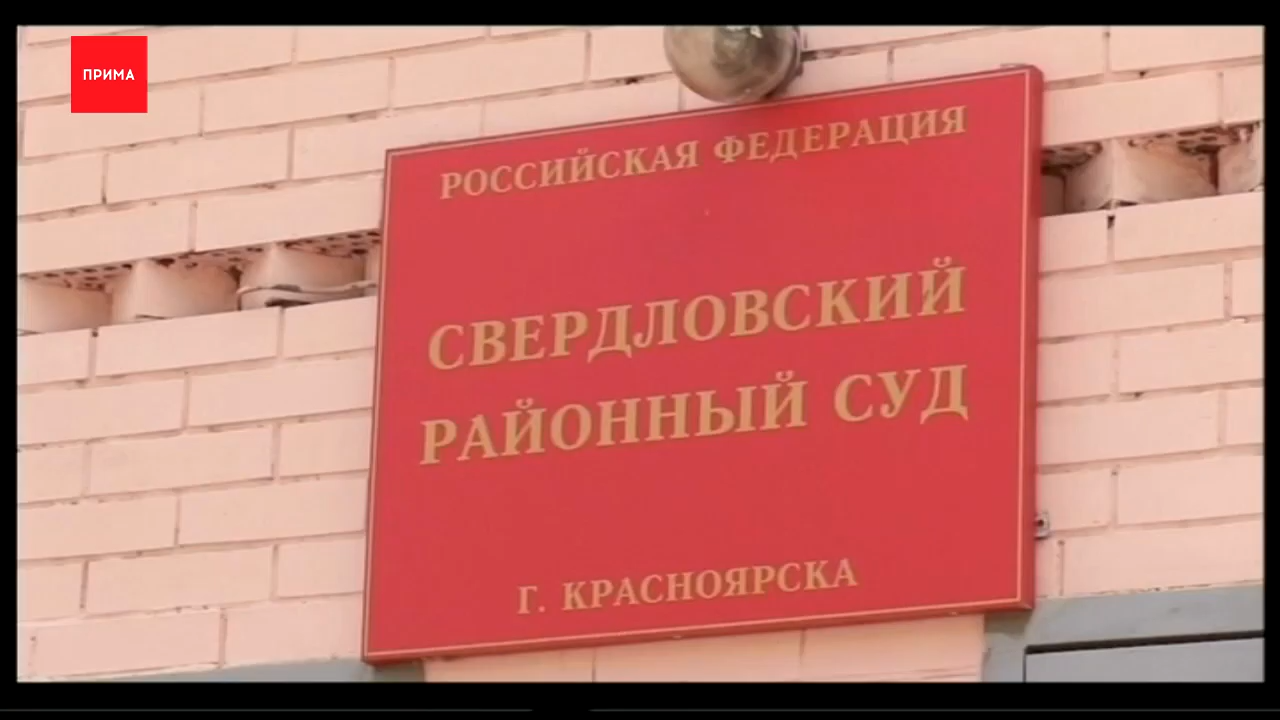 ПРИМА
РОССИЙСКАЯ ФЕДЕРАЦИЯ
СВЕРДЛОВСКИЙ
РАЙОННЫЙ СУД
Г. КРАСНОЯРСКА